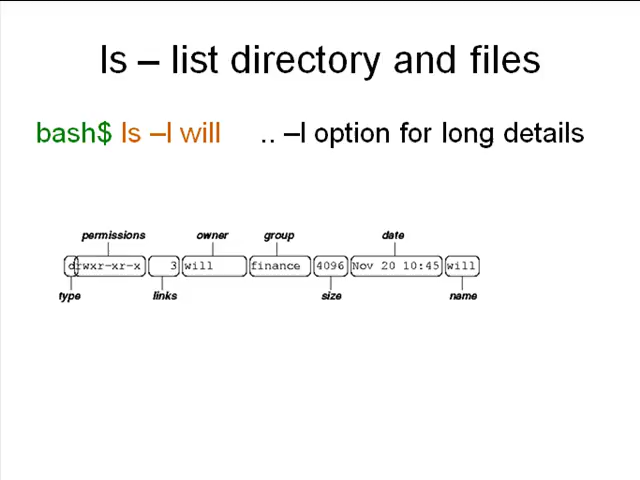 ls – list directory and files
bash$ ls –l will .. –l option for long details
permissions owner group date
drwxr-xr-x 3 will finance 4096 Nov 20 10:45 will
type links size name